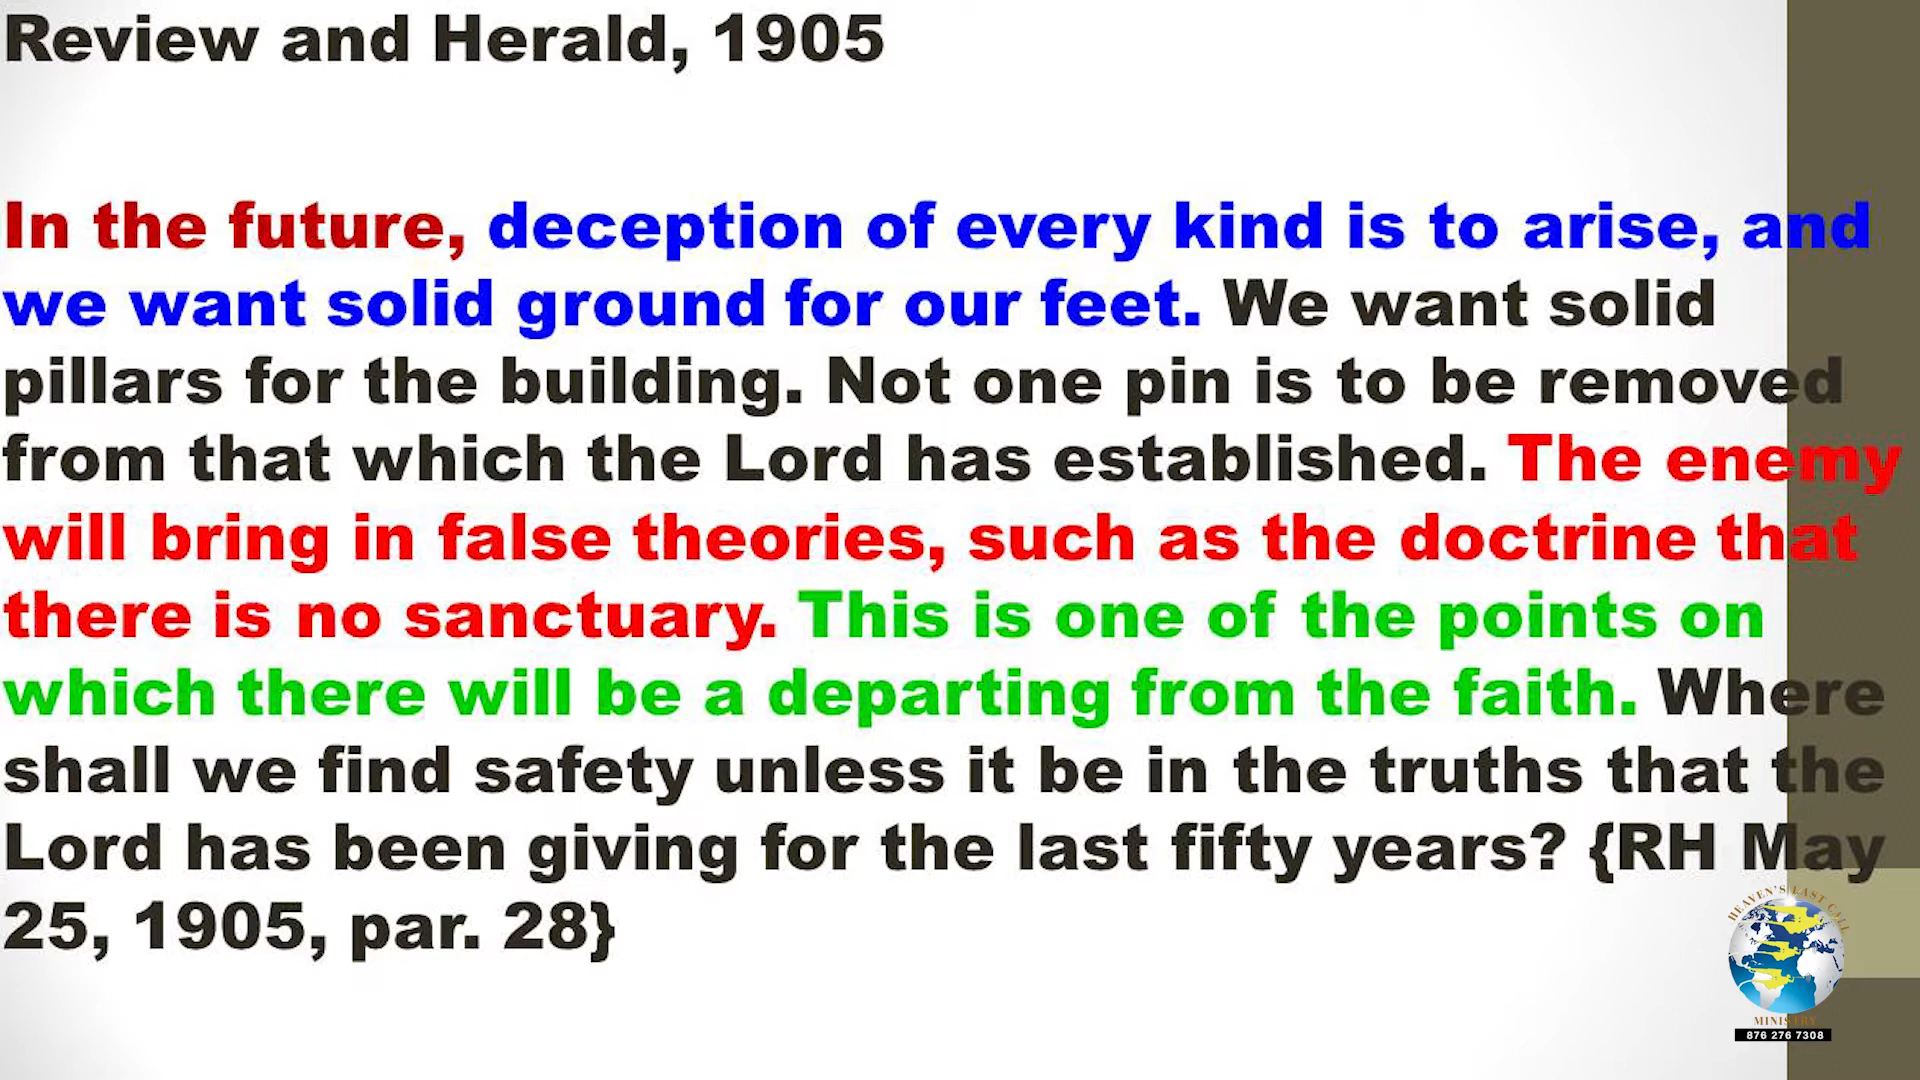 Review and Herald, 1905
In the future, deception of every kind is to arise, and
we want solid ground for our feet. We want solid
pillars for the building. Not one pin is to be removed
from that which the Lord has established. The enemy
will bring in false theories, such as the doctrine that
there is no sanctuary. This is one of the points on
which there will be a departing from the faith. Where
shall we find safety unless it be in the truths that the
Lord has been giving for the last fifty years? {RH May
25, 1905, par. 28}
HEAVEN'S LAST CALL
MINISTRY
876 276 7308